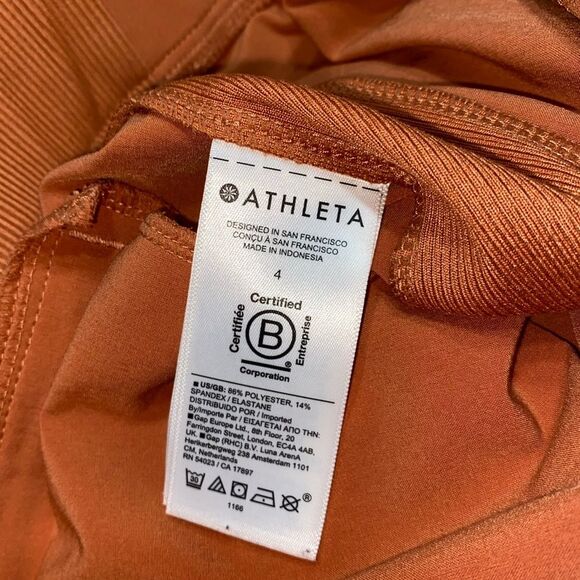 ATHLETA
DESIGNED IN SAN FRANCISCO
CONÇU À SAN FRANCISCO
MADE IN INDONESIA
4
Certified
Certifiée
B
®
Entreprise
Corporation
■ US/GB: 86% POLYESTER, 14%
SPANDEX / ELASTANE
DISTRIBUIDO POR / Imported
By/Importe Par / ΕΙΣΑΓΕΤΑΙ ΑΠΟ ΤΗΝ:
■ Gap Europe Ltd., 8th Floor, 20
Farringdon Street, London, EC4A 4AB,
UK. ■ Gap (RHC) B.V. Luna ArenA
Herikerbergweg 238 Amsterdam 1101
CM, Netherlands
RN 54023 / CA 17897
30
®
1166